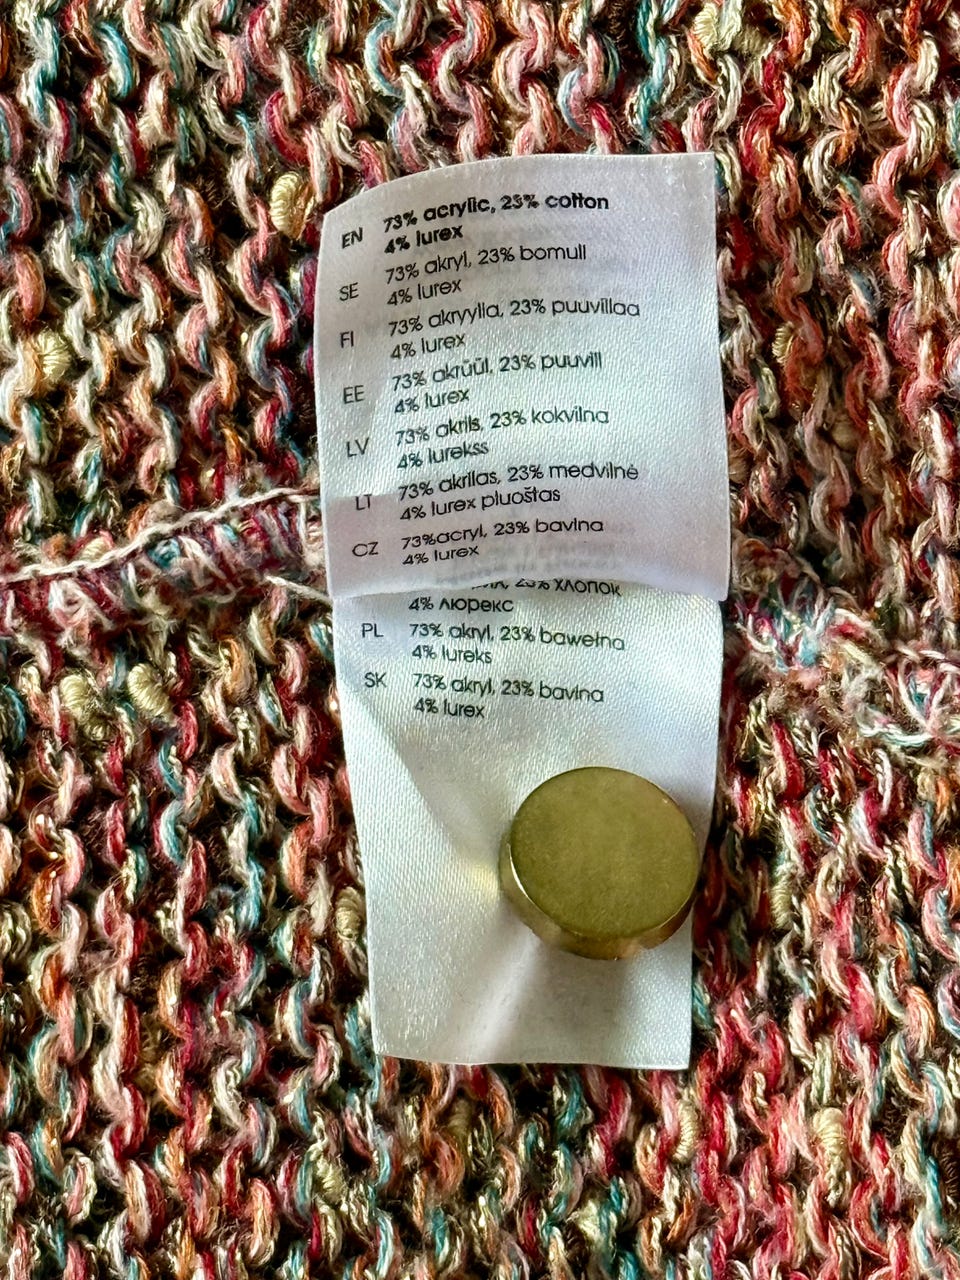 EN 73% acrylic, 23% cotton
4% lurex
SE 73% akryl, 23% bomull
4% lurex
FI 73% akryylia, 23% puuvillaa
4% lurex
EE 73% akrüül, 23% puuvill
4% lurex
LV 73% akrils, 23% kokvilna
4% lurekss
LT 73% akrilas, 23% medvilnė
4% lurex pluoštas
CZ 73%acryl, 23% bavlna
4% lurex
23% хлопок
4% люрекс
PL 73% akryl, 23% bawełna
4% lureks
SK 73% akryl, 23% bavlna
4% lurex